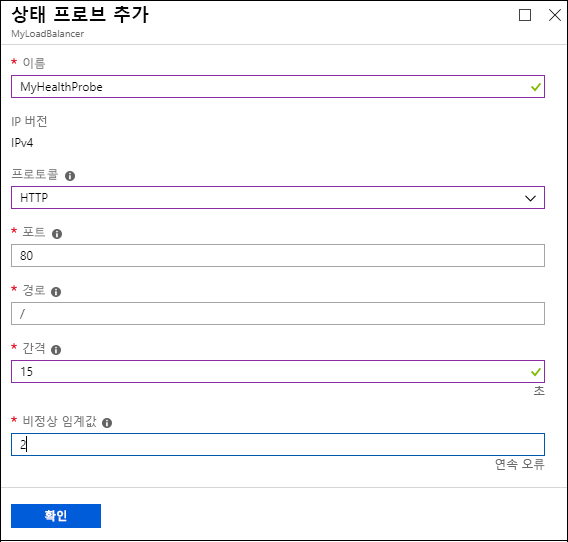 상태 프로브 추가
MyLoadBalancer
* 이름
MyHealthProbe
IP 버전
IPv4
프로토콜
HTTP
* 포트
80
* 경로
/
* 간격
15
초
* 비정상 임계값
2
연속 오류
확인